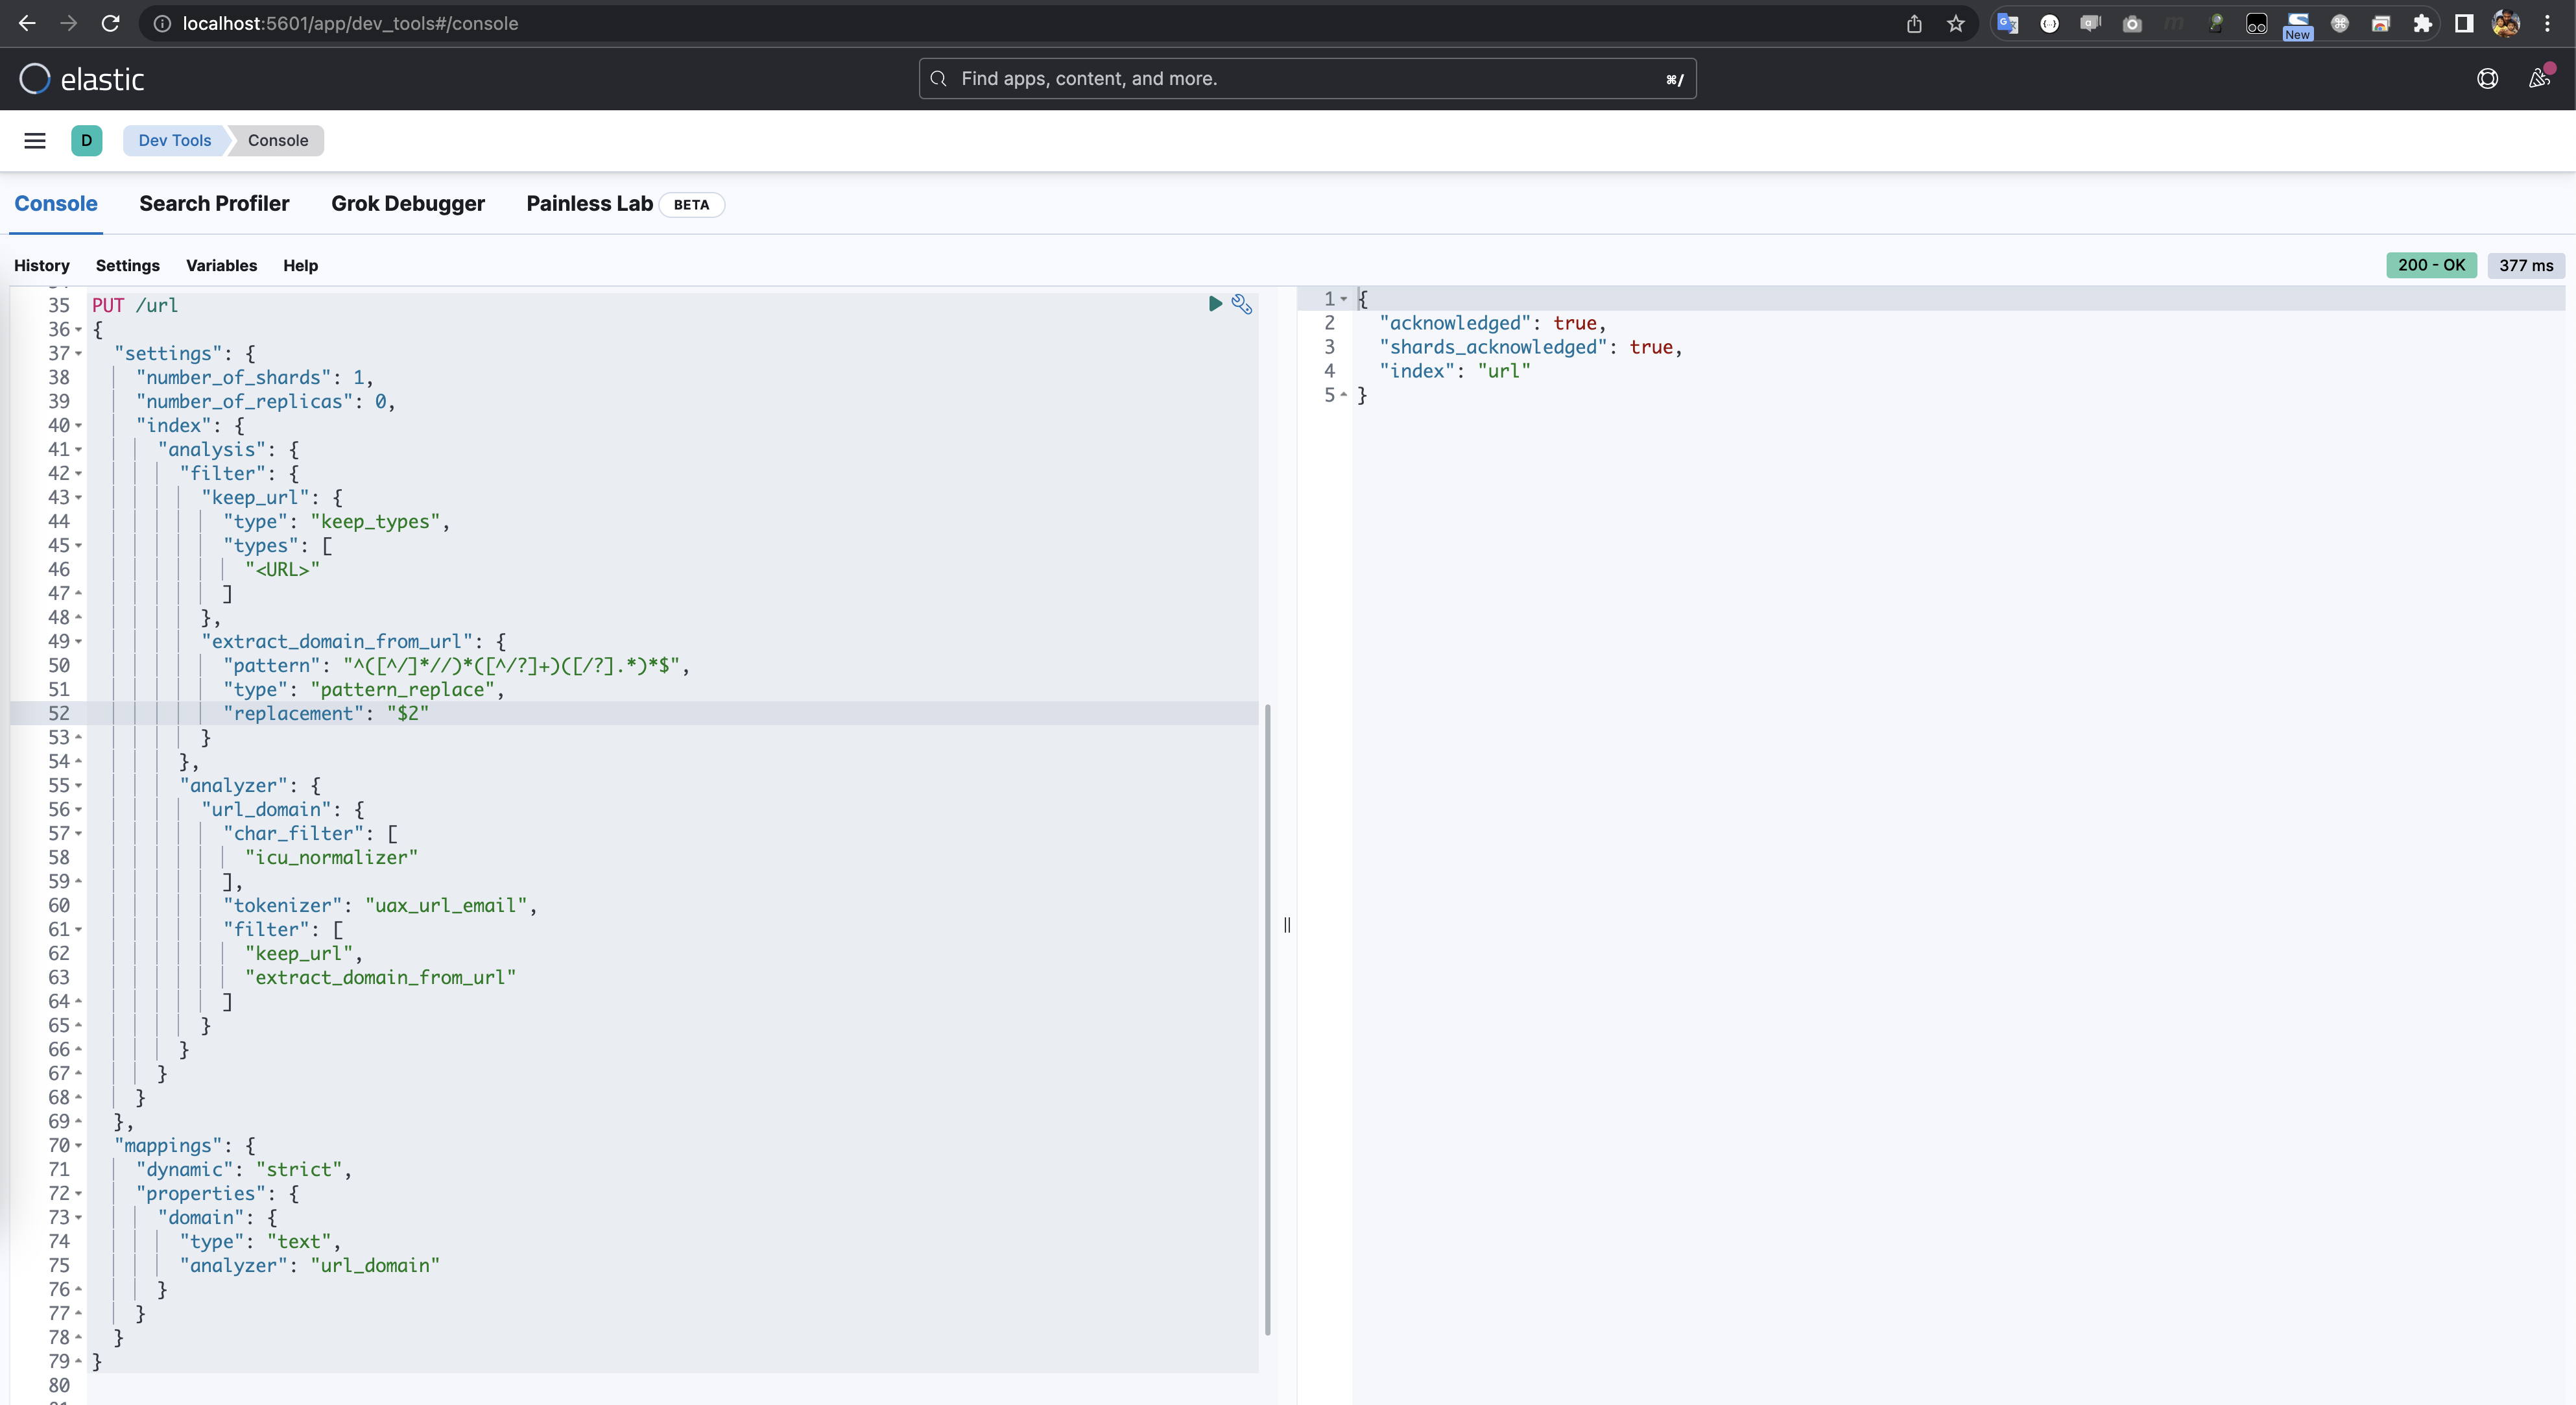 localhost:5601/app/dev_tools#/console
New
elastic
Find apps, content, and more.
⌘/
D
Dev Tools
Console
Console
Search Profiler
Grok Debugger
Painless Lab
BETA
History
Settings
Variables
Help
200 - OK
377 ms
35 PUT /url
36 {
37 "settings": {
38 "number_of_shards": 1,
39 "number_of_replicas": 0,
40 "index": {
41 "analysis": {
42 "filter": {
43 "keep_url": {
44 "type": "keep_types",
45 "types": [
46 "<URL>"
47 ]
48 },
49 "extract_domain_from_url": {
50 "pattern": "^([^/]*//)*([^/?]+)([/?].*)*$",
51 "type": "pattern_replace",
52 "replacement": "$2"
53 }
54 },
55 "analyzer": {
56 "url_domain": {
57 "char_filter": [
58 "icu_normalizer"
59 ],
60 "tokenizer": "uax_url_email",
61 "filter": [
62 "keep_url",
63 "extract_domain_from_url"
64 ]
65 }
66 }
67 }
68 }
69 },
70 "mappings": {
71 "dynamic": "strict",
72 "properties": {
73 "domain": {
74 "type": "text",
75 "analyzer": "url_domain"
76 }
77 }
78 }
79 }
80
1 {
2 "acknowledged": true,
3 "shards_acknowledged": true,
4 "index": "url"
5 }